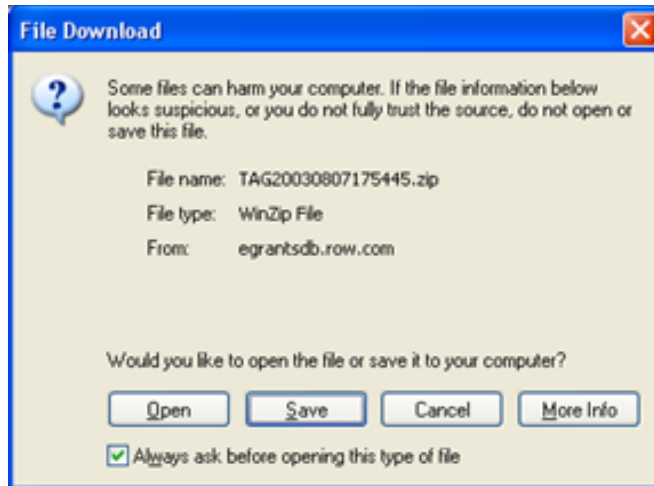 File Download
Some files can harm your computer. If the file information below
looks suspicious, or you do not fully trust the source, do not open or
save this file.
File name: TAG20030807175445.zip
File type: WinZip File
From: egrantsdb.row.com
Would you like to open the file or save it to your computer?
Open Save Cancel More Info
Always ask before opening this type of file